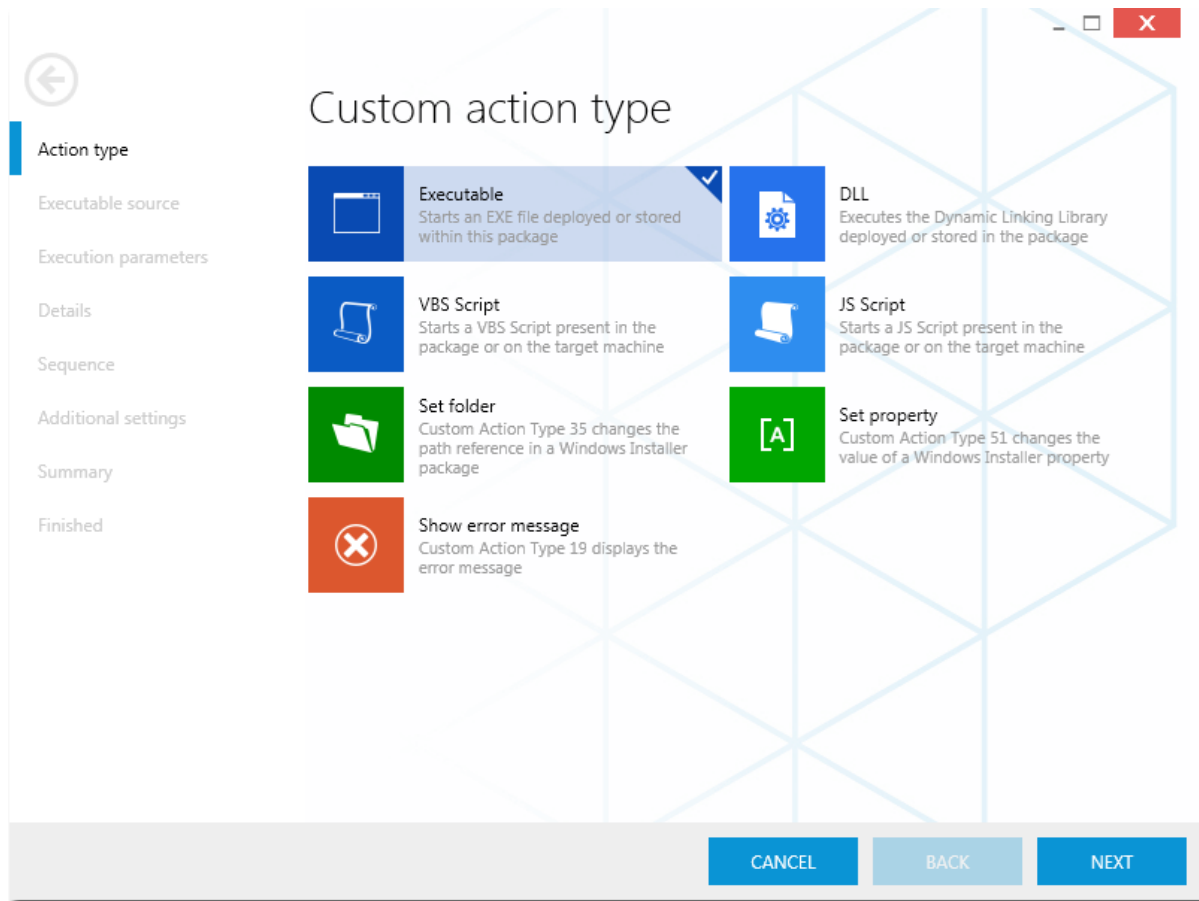 X
Custom action type
Action type
Executable source
Execution parameters
Details
Sequence
Additional settings
Summary
Finished
Executable
Starts an EXE file deployed or stored
within this package
DLL
Executes the Dynamic Linking Library
deployed or stored in the package
VBS Script
Starts a VBS Script present in the
package or on the target machine
JS Script
Starts a JS Script present in the
package or on the target machine
Set folder
Custom Action Type 35 changes the
path reference in a Windows Installer
package
Set property
Custom Action Type 51 changes the
value of a Windows Installer property
[A]
Show error message
Custom Action Type 19 displays the
error message
CANCEL
BACK
NEXT